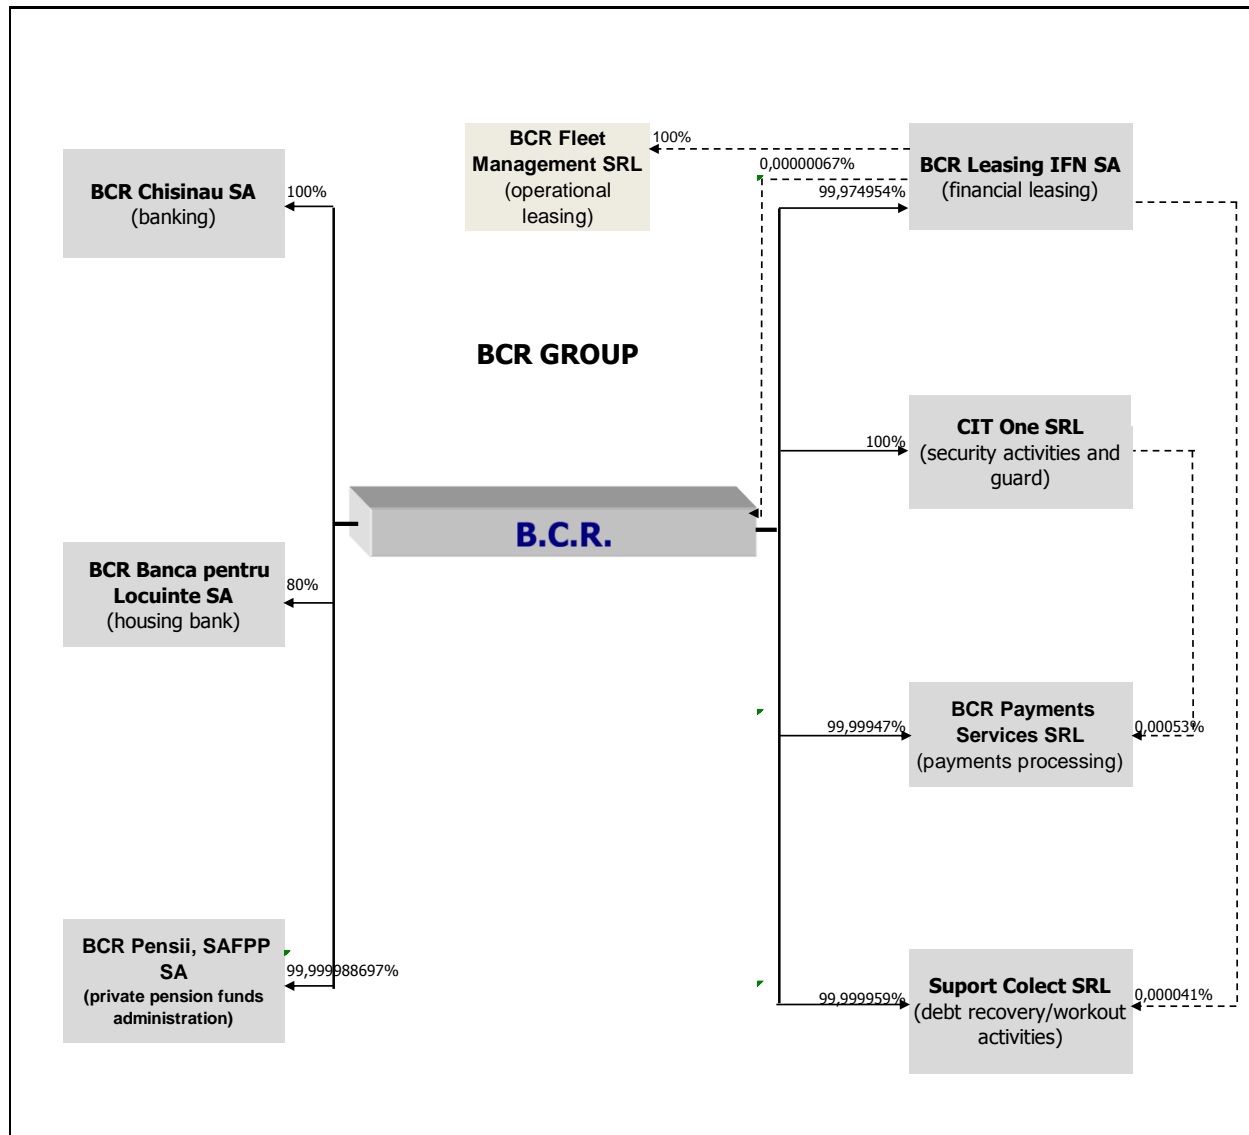 BCR Fleet
Management SRL
(operational
leasing)
100%
0,00000067%
99,974954%
BCR Leasing IFN SA
(financial leasing)
BCR Chisinau SA
(banking)
100%
BCR GROUP
100%
CIT One SRL
(security activities and
guard)
B.C.R.
BCR Banca pentru
Locuinte SA
(housing bank)
80%
99,99947%
BCR Payments
Services SRL
(payments processing)
0,00053%
BCR Pensii, SAFPP
SA
(private pension funds
administration)
99,999988697%
99,999959%
Suport Colect SRL
(debt recovery/workout
activities)
0,000041%